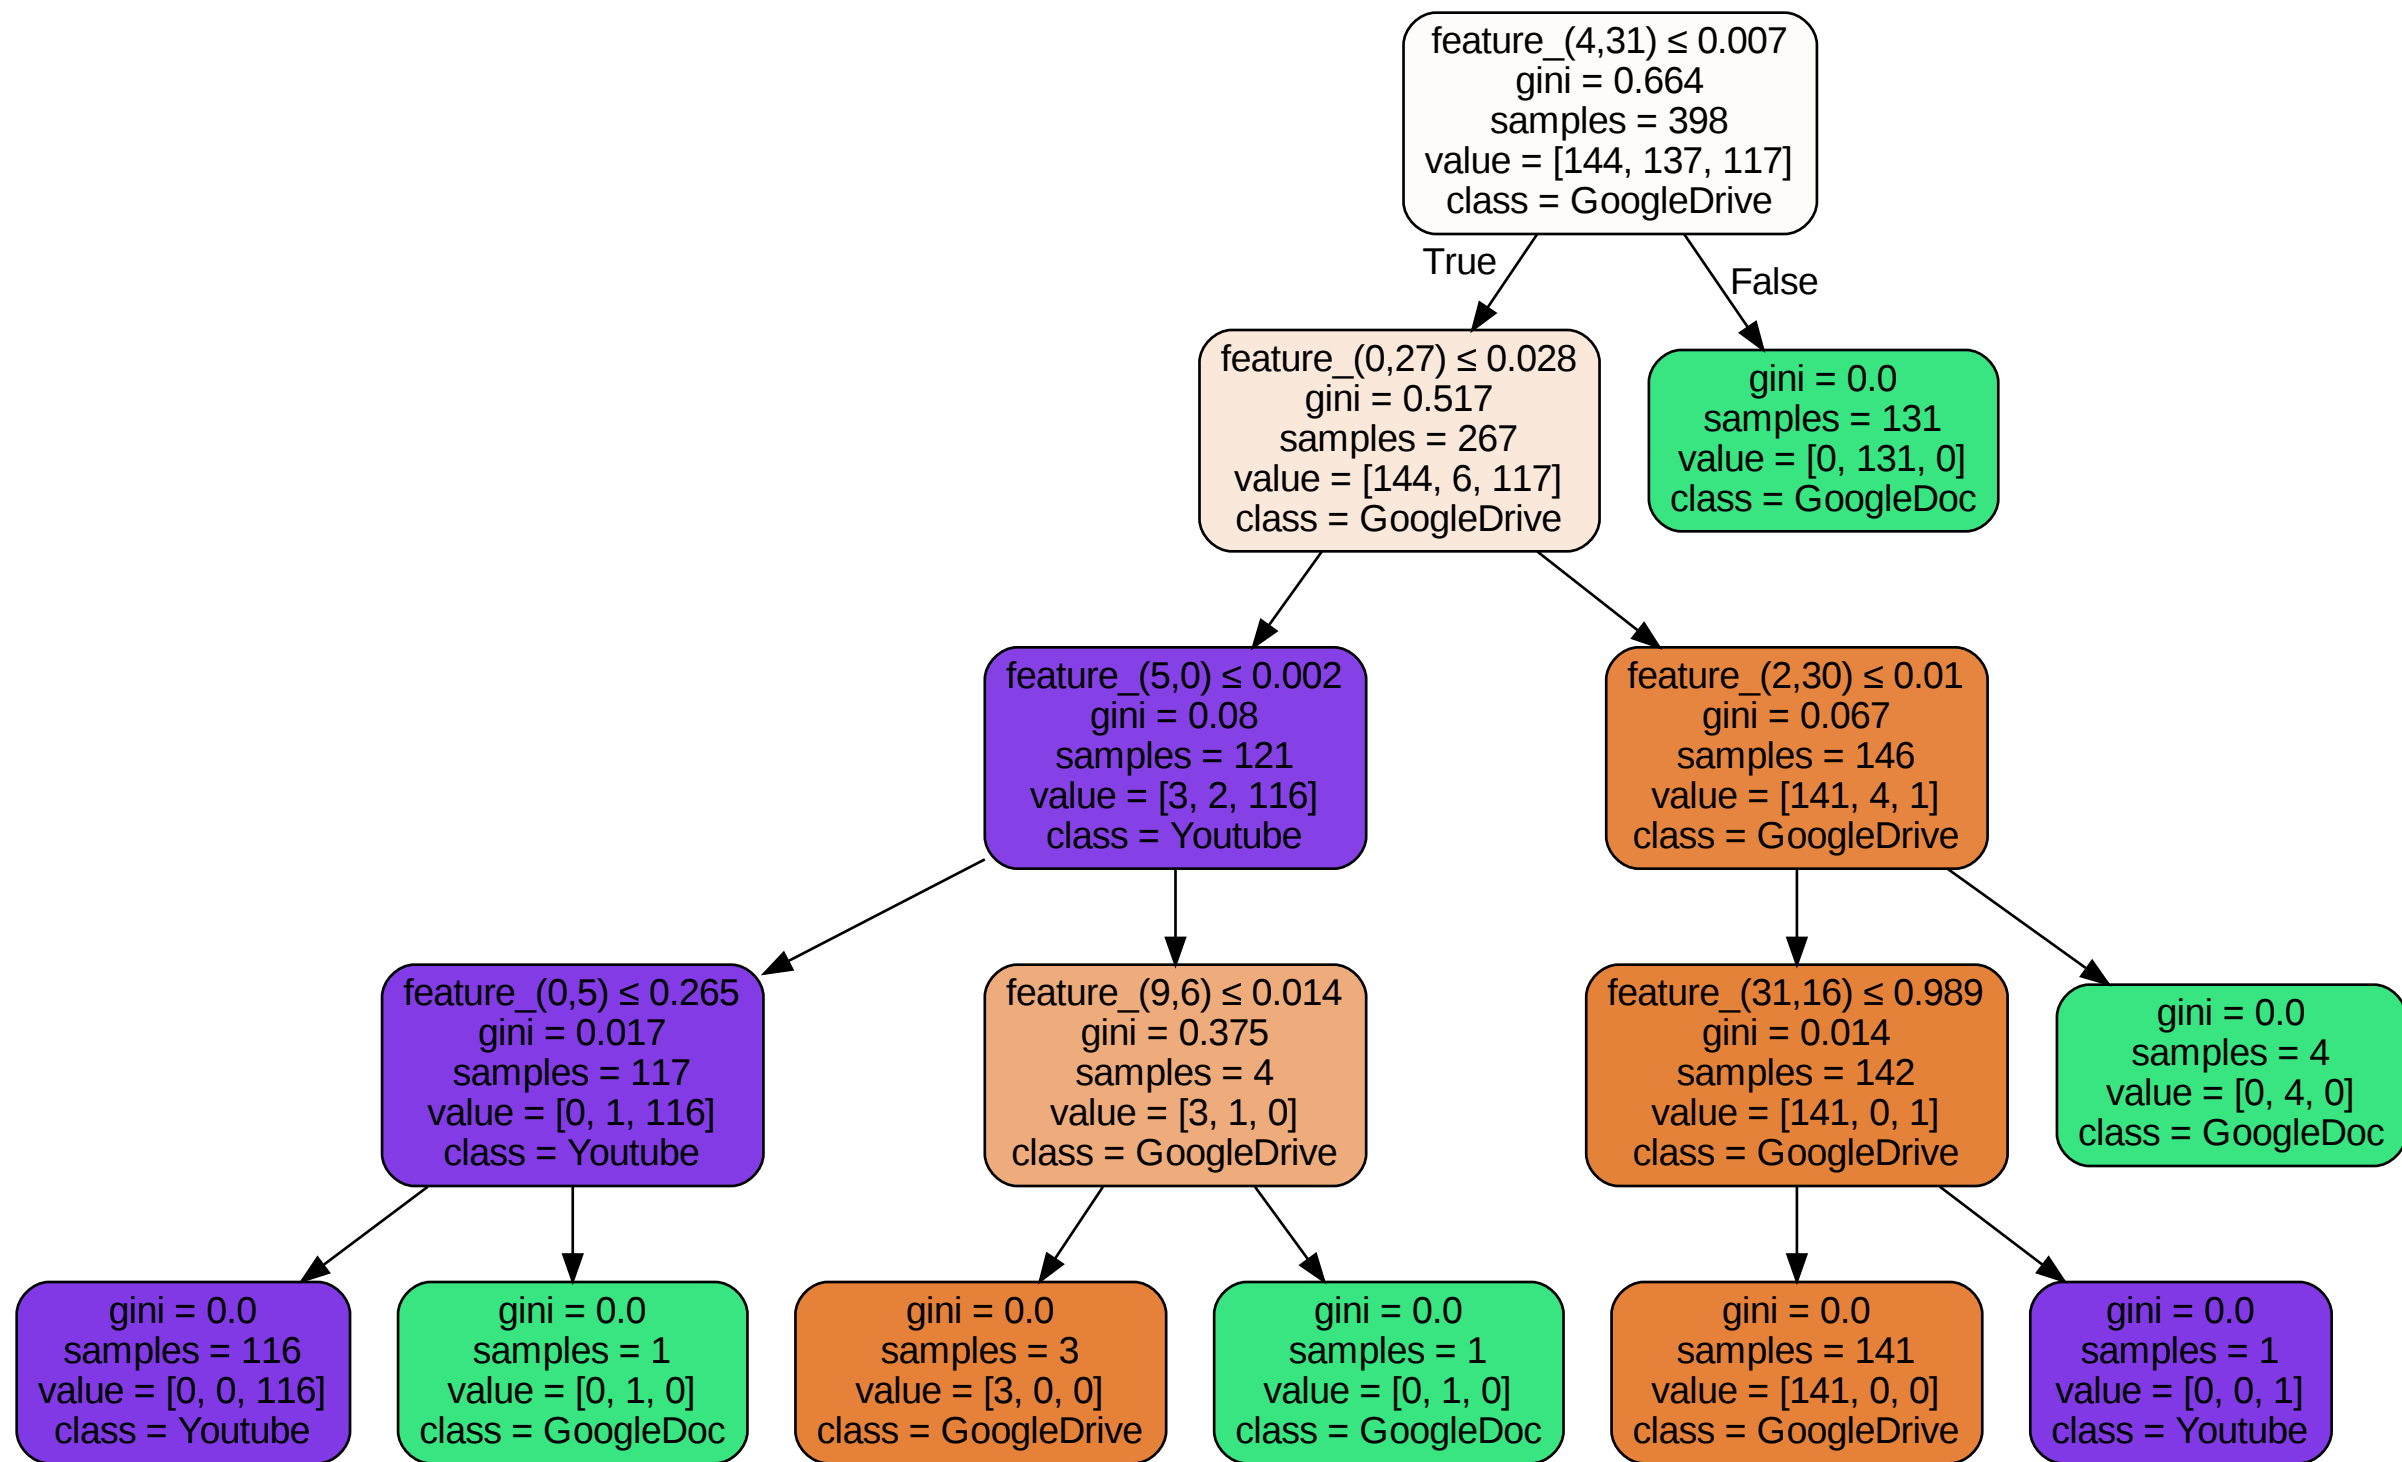 feature_(4,31) ≤ 0.007
gini = 0.664
samples = 398
value = [144, 137, 117]
class = GoogleDrive
True
False
feature_(0,27) ≤ 0.028
gini = 0.517
samples = 267
value = [144, 6, 117]
class = GoogleDrive
gini = 0.0
samples = 131
value = [0, 131, 0]
class = GoogleDoc
feature_(5,0) ≤ 0.002
gini = 0.08
samples = 121
value = [3, 2, 116]
class = Youtube
feature_(2,30) ≤ 0.01
gini = 0.067
samples = 146
value = [141, 4, 1]
class = GoogleDrive
feature_(0,5) ≤ 0.265
gini = 0.017
samples = 117
value = [0, 1, 116]
class = Youtube
feature_(9,6) ≤ 0.014
gini = 0.375
samples = 4
value = [3, 1, 0]
class = GoogleDrive
feature_(31,16) ≤ 0.989
gini = 0.014
samples = 142
value = [141, 0, 1]
class = GoogleDrive
gini = 0.0
samples = 4
value = [0, 4, 0]
class = GoogleDoc
gini = 0.0
samples = 116
value = [0, 0, 116]
class = Youtube
gini = 0.0
samples = 1
value = [0, 1, 0]
class = GoogleDoc
gini = 0.0
samples = 3
value = [3, 0, 0]
class = GoogleDrive
gini = 0.0
samples = 1
value = [0, 1, 0]
class = GoogleDoc
gini = 0.0
samples = 141
value = [141, 0, 0]
class = GoogleDrive
gini = 0.0
samples = 1
value = [0, 0, 1]
class = Youtube